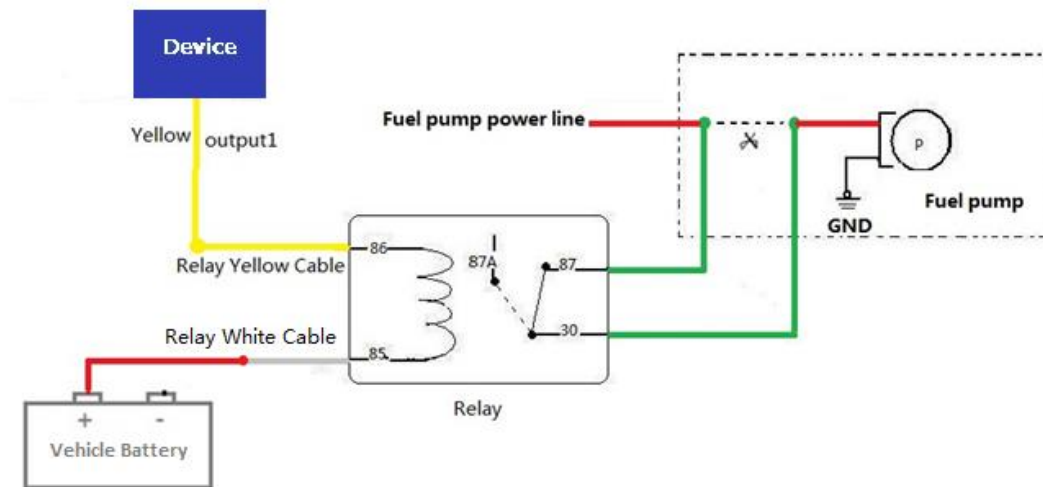 Device
Yellow
output1
Fuel pump power line
P
Fuel pump
GND
86
87A
87
Relay Yellow Cable
30
Relay White Cable
85
Relay
+ -
Vehicle Battery